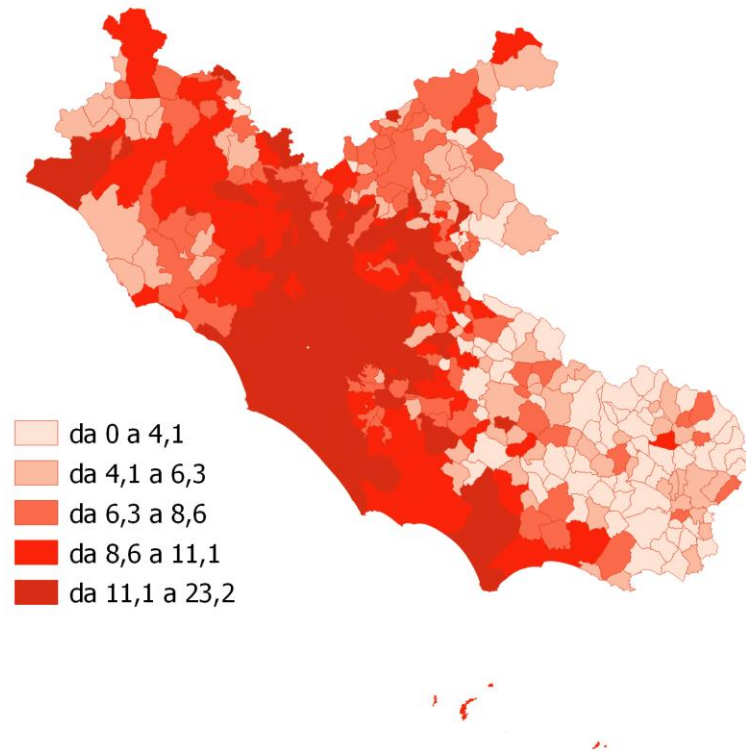 da 0 a 4,1
da 4,1 a 6,3
da 6,3 a 8,6
da 8,6 a 11,1
da 11,1 a 23,2